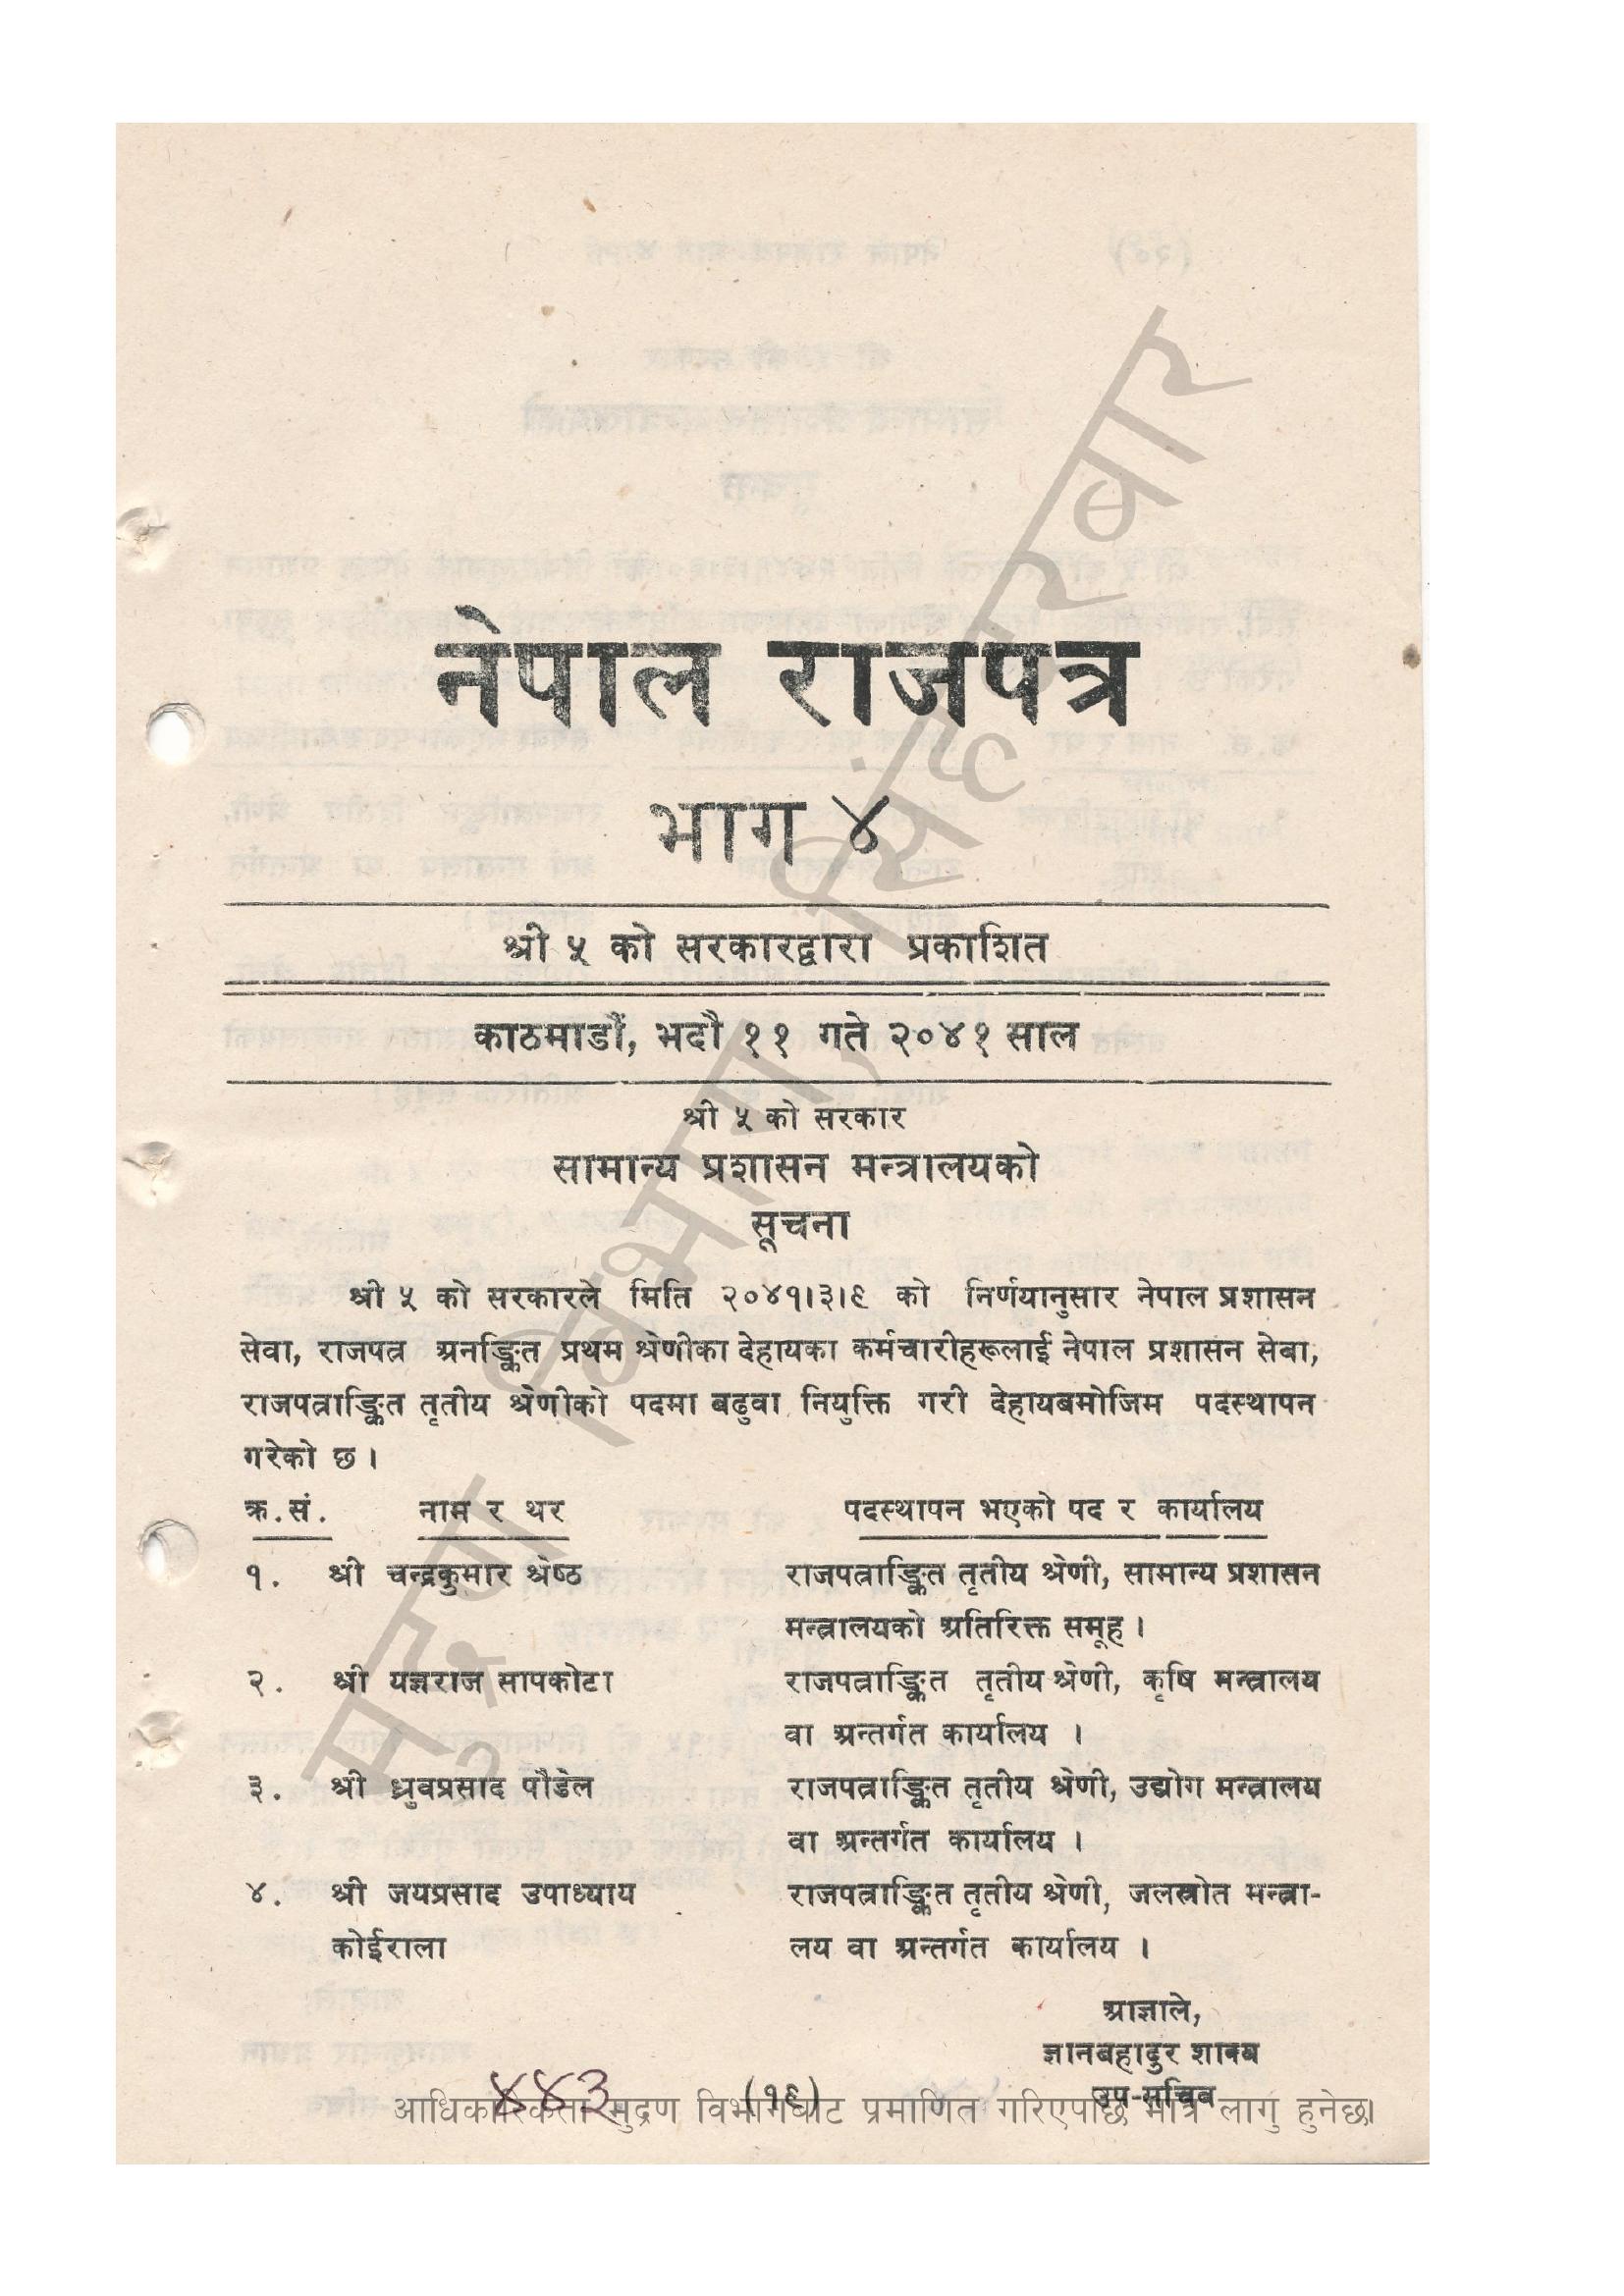 नेपाल राजपत्र
भाग ४
श्री ५ को सरकारद्वारा प्रकाशित
काठमाडौं, भदौ ११ गते २०४१ साल
श्री ५ को सरकार
सामान्य प्रशासन मन्त्रालयको
सूचना
श्री ५ को सरकारले मिति २०४१।३।९ को निर्णयानुसार नेपाल प्रशासन
सेवा, राजपत्र अनङ्कित प्रथम श्रेणीका देहायका कर्मचारीहरूलाई नेपाल प्रशासन सेबा,
राजपत्राङ्कित तृतीय श्रेणीको पदमा बढुवा नियुक्ति गरी देहायबमोजिम पदस्थापन
गरेको छ ।
क्र.सं. नाम र थर पदस्थापन भएको पद र कार्यालय
१. श्री चन्द्रकुमार श्रेष्ठ राजपत्राङ्कित तृतीय श्रेणी, सामान्य प्रशासन
मन्त्रालयको अतिरिक्त समूह ।
२. श्री यज्ञराज सापकोटा राजपत्राङ्कित तृतीय श्रेणी, कृषि मन्त्रालय
वा अन्तर्गत कार्यालय ।
३. श्री ध्रुवप्रसाद पौडेल राजपत्राङ्कित तृतीय श्रेणी, उद्योग मन्त्रालय
वा अन्तर्गत कार्यालय ।
४. श्री जयप्रसाद उपाध्याय राजपत्राङ्कित तृतीय श्रेणी, जलस्रोत मन्त्रा-
कोईराला लय वा अन्तर्गत कार्यालय ।
आज्ञाले,
ज्ञानबहादुर शाक्य
उप-सचिव
४४३ (१९)
आधिकारिकता मुद्रण विभागबाट प्रमाणित गरिएपछि मात्र लागु हुनेछ।
मुद्रण विभाग, सिंहदरबार